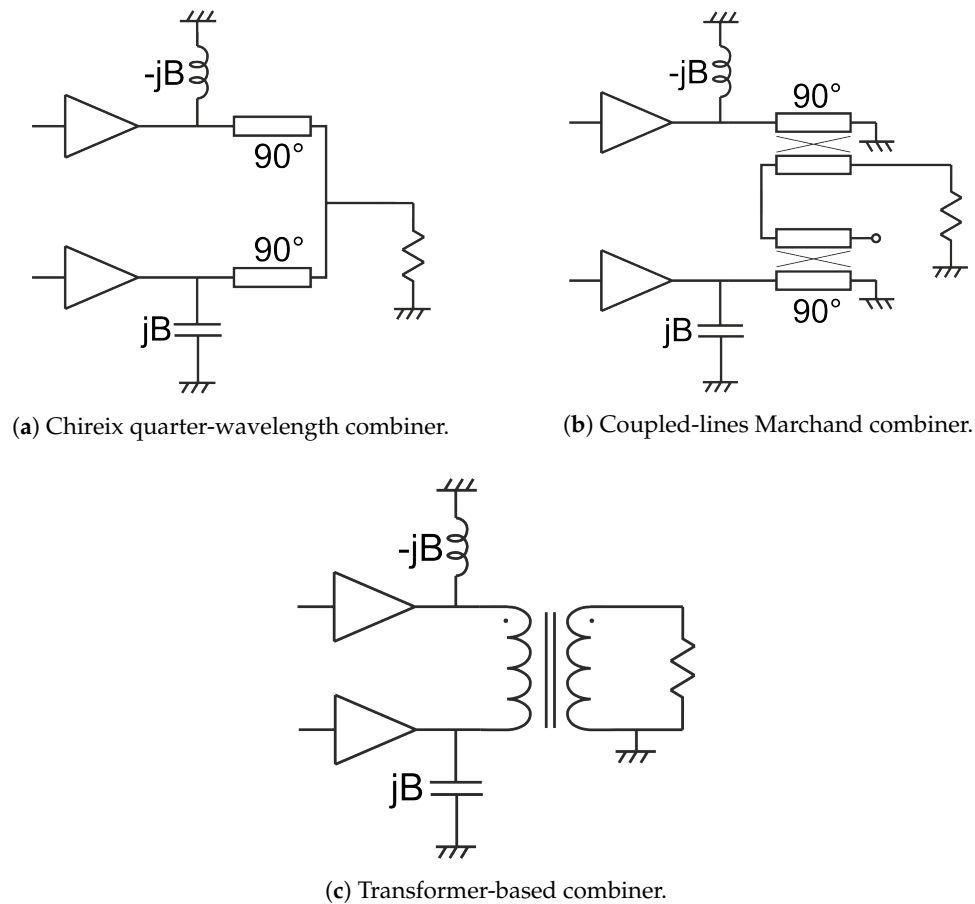 -jB
90°
90°
jB
(a) Chireix quarter-wavelength combiner.
-jB
90°
90°
jB
(b) Coupled-lines Marchand combiner.
-jB
jB
(c) Transformer-based combiner.